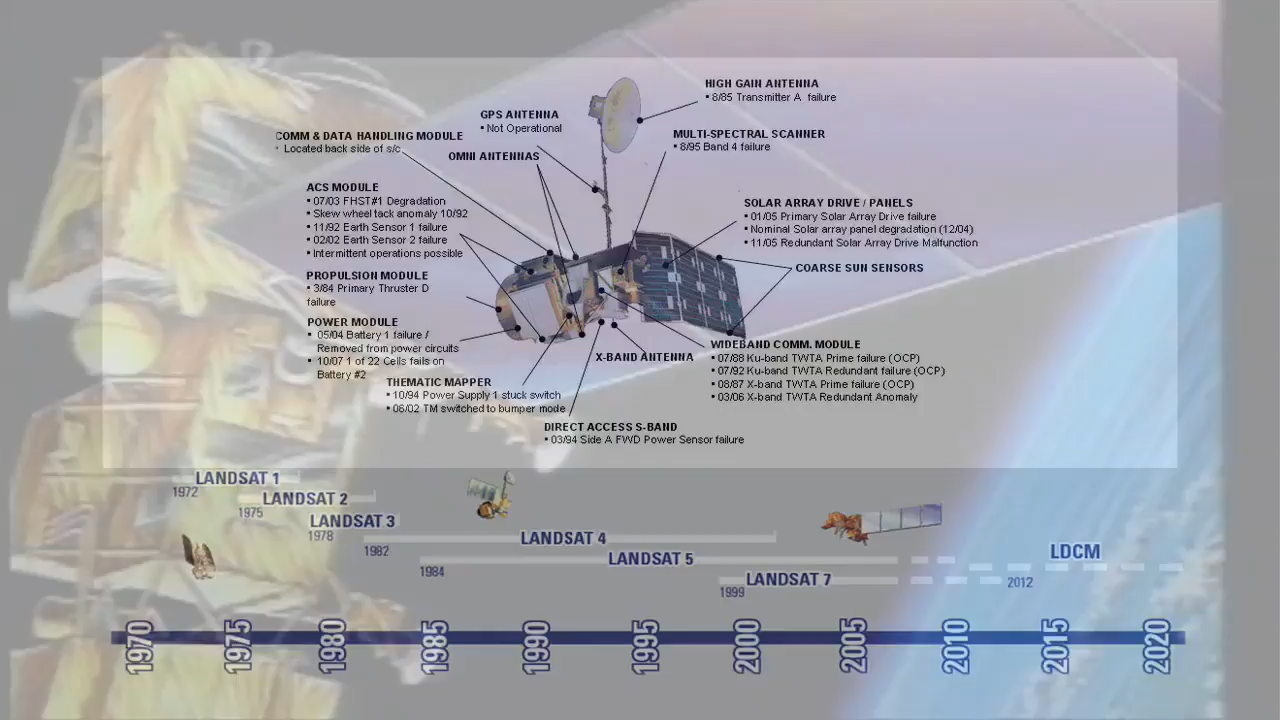 HIGH GAIN ANTENNA
▪ 8/85 Transmitter A failure
GPS ANTENNA
▪ Not Operational
MULTI-SPECTRAL SCANNER
▪ 8/95 Band 4 failure
COMM & DATA HANDLING MODULE
▪ Located back side of s/c
OMNI ANTENNAS
ACS MODULE
▪ 07/03 FHST#1 Degradation
▪ Skew wheel tack anomaly 10/92
▪ 11/92 Earth Sensor 1 failure
▪ 02/02 Earth Sensor 2 failure
▪ Intermittent operations possible
SOLAR ARRAY DRIVE / PANELS
▪ 01/05 Primary Solar Array Drive failure
▪ Nominal Solar array panel degradation (12/04)
▪ 11/05 Redundant Solar Array Drive Malfunction
COARSE SUN SENSORS
PROPULSION MODULE
▪ 3/84 Primary Thruster D
failure
POWER MODULE
▪ 05/04 Battery 1 failure /
Removed from power circuits
▪ 10/07 1 of 22 Cells fails on
Battery #2
WIDEBAND COMM. MODULE
▪ 07/88 Ku-band TWTA Prime failure (OCP)
▪ 07/92 Ku-band TWTA Redundant failure (OCP)
▪ 08/87 X-band TWTA Prime failure (OCP)
▪ 03/06 X-band TWTA Redundant Anomaly
X-BAND ANTENNA
THEMATIC MAPPER
▪ 10/94 Power Supply 1 stuck switch
▪ 06/02 TM switched to bumper mode
DIRECT ACCESS S-BAND
▪ 03/94 Side A FWD Power Sensor failure
LANDSAT 1
1972
LANDSAT 2
1975
LANDSAT 3
1978
LANDSAT 4
1982
LANDSAT 5
1984
LANDSAT 7
1999
LDCM
2012
1970 1975 1980 1985 1990 1995 2000 2005 2010 2015 2020